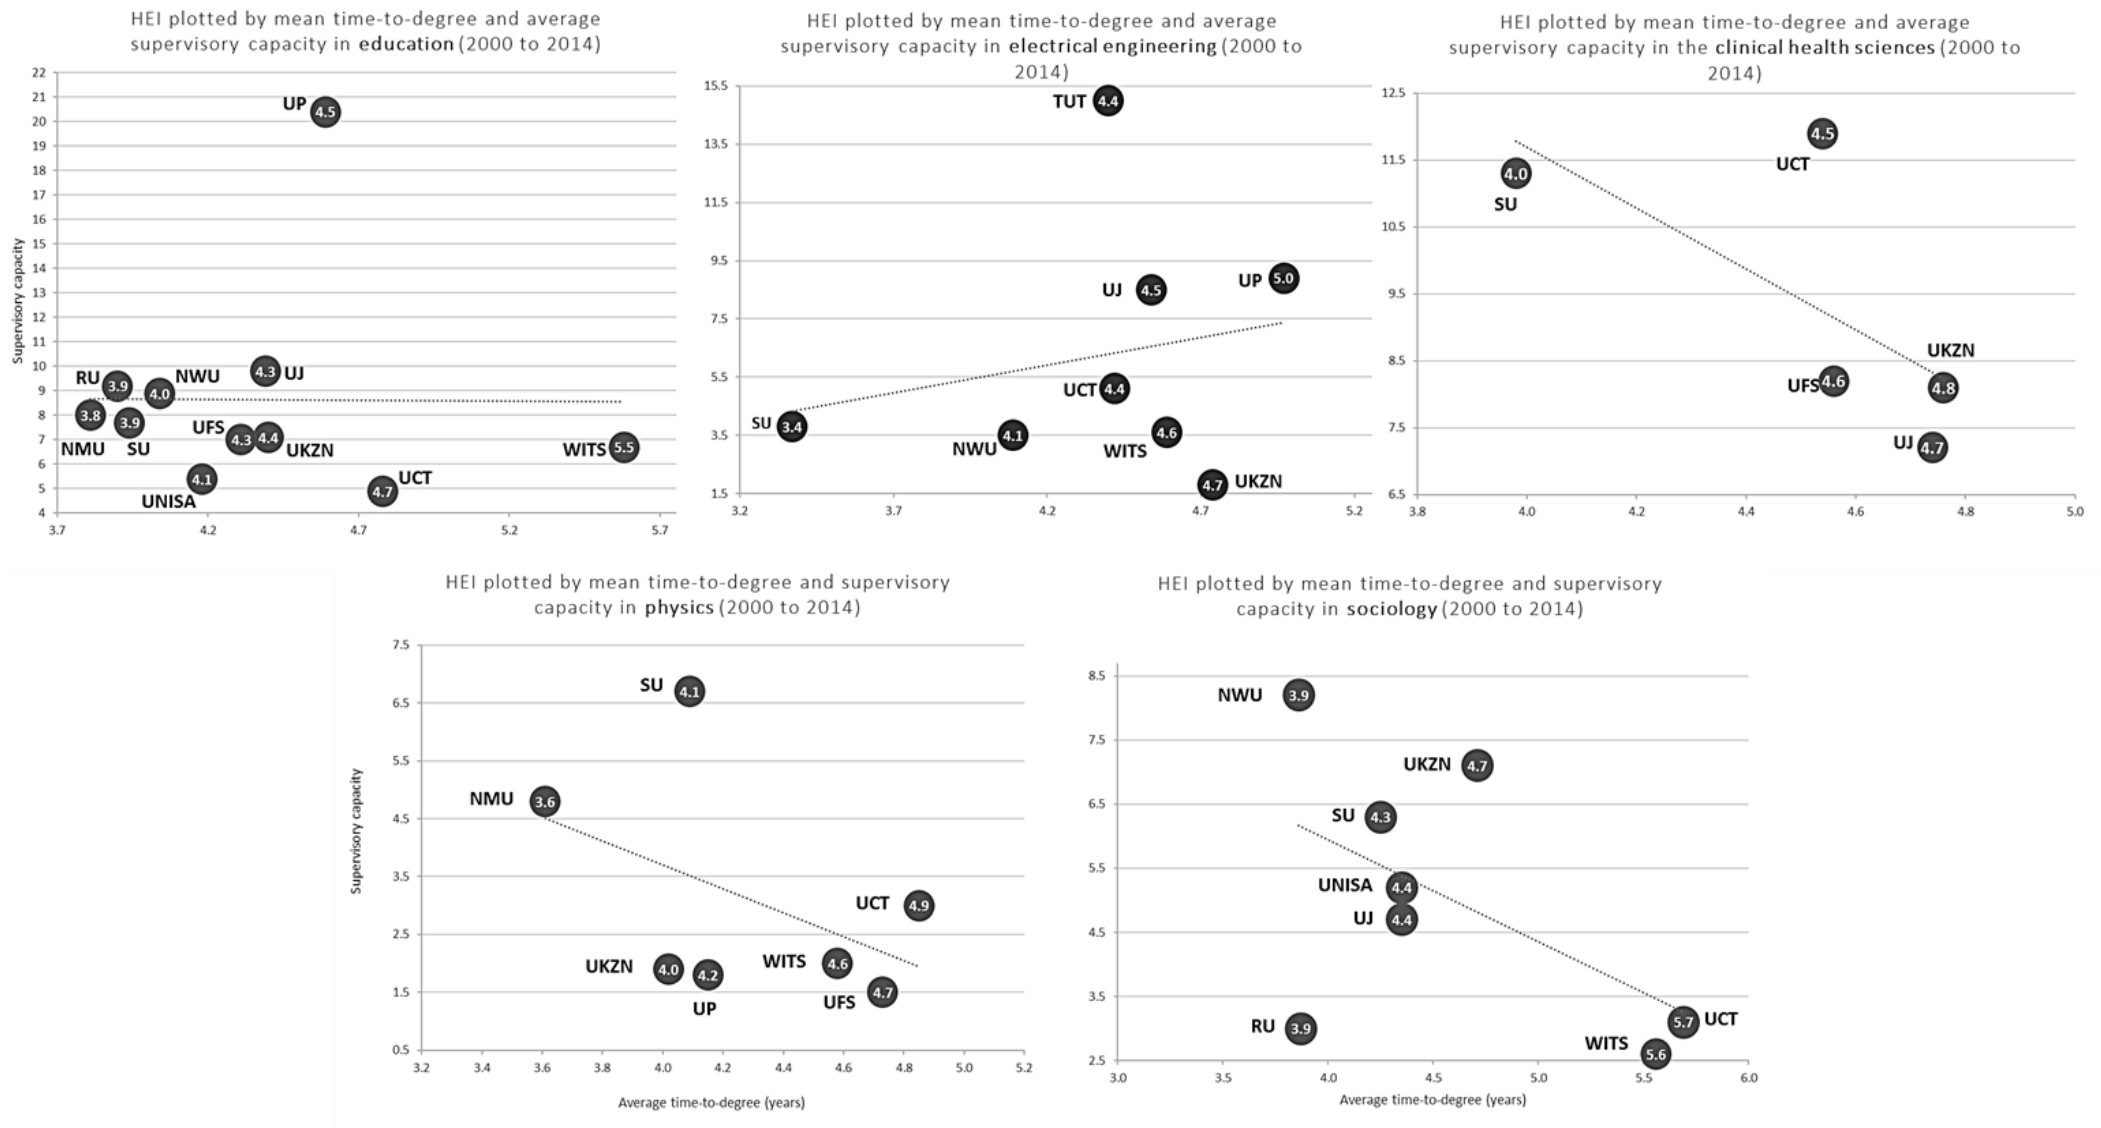 HEI plotted by mean time-to-degree and average
supervisory capacity in education (2000 to 2014)
22
21
20
19
18
17
16
15
14
13
12
11
10
9
8
7
6
5
4
Supervisory capacity
3.7
4.2
4.7
5.2
5.7
UP
4.5
RU
3.9
NWU
4.0
4.3
UJ
3.8
NMU
3.9
SU
UFS
4.3
4.4
UKZN
WITS
5.5
4.1
UNISA
4.7
UCT
HEI plotted by mean time-to-degree and average
supervisory capacity in electrical engineering (2000 to
2014)
15.5
13.5
11.5
9.5
7.5
5.5
3.5
1.5
3.2
3.7
4.2
4.7
5.2
TUT
4.4
UJ
4.5
UP
5.0
UCT
4.4
SU
3.4
NWU
4.1
WITS
4.6
4.7
UKZN
HEI plotted by mean time-to-degree and average
supervisory capacity in the clinical health sciences (2000 to
2014)
12.5
11.5
10.5
9.5
8.5
7.5
6.5
3.8
4.0
4.2
4.4
4.6
4.8
5.0
4.5
UCT
4.0
SU
UKZN
4.8
UFS
4.6
UJ
4.7
HEI plotted by mean time-to-degree and supervisory
capacity in physics (2000 to 2014)
7.5
6.5
5.5
4.5
3.5
2.5
1.5
0.5
Supervisory capacity
3.2
3.4
3.6
3.8
4.0
4.2
4.4
4.6
4.8
5.0
5.2
Average time-to-degree (years)
SU
4.1
NMU
3.6
UCT
4.9
UKZN
4.0
4.2
UP
WITS
4.6
UFS
4.7
HEI plotted by mean time-to-degree and supervisory
capacity in sociology (2000 to 2014)
8.5
7.5
6.5
5.5
4.5
3.5
2.5
3.0
3.5
4.0
4.5
5.0
5.5
6.0
Average time-to-degree (years)
NWU
3.9
UKZN
4.7
SU
4.3
UNISA
4.4
UJ
4.4
RU
3.9
5.7
UCT
WITS
5.6